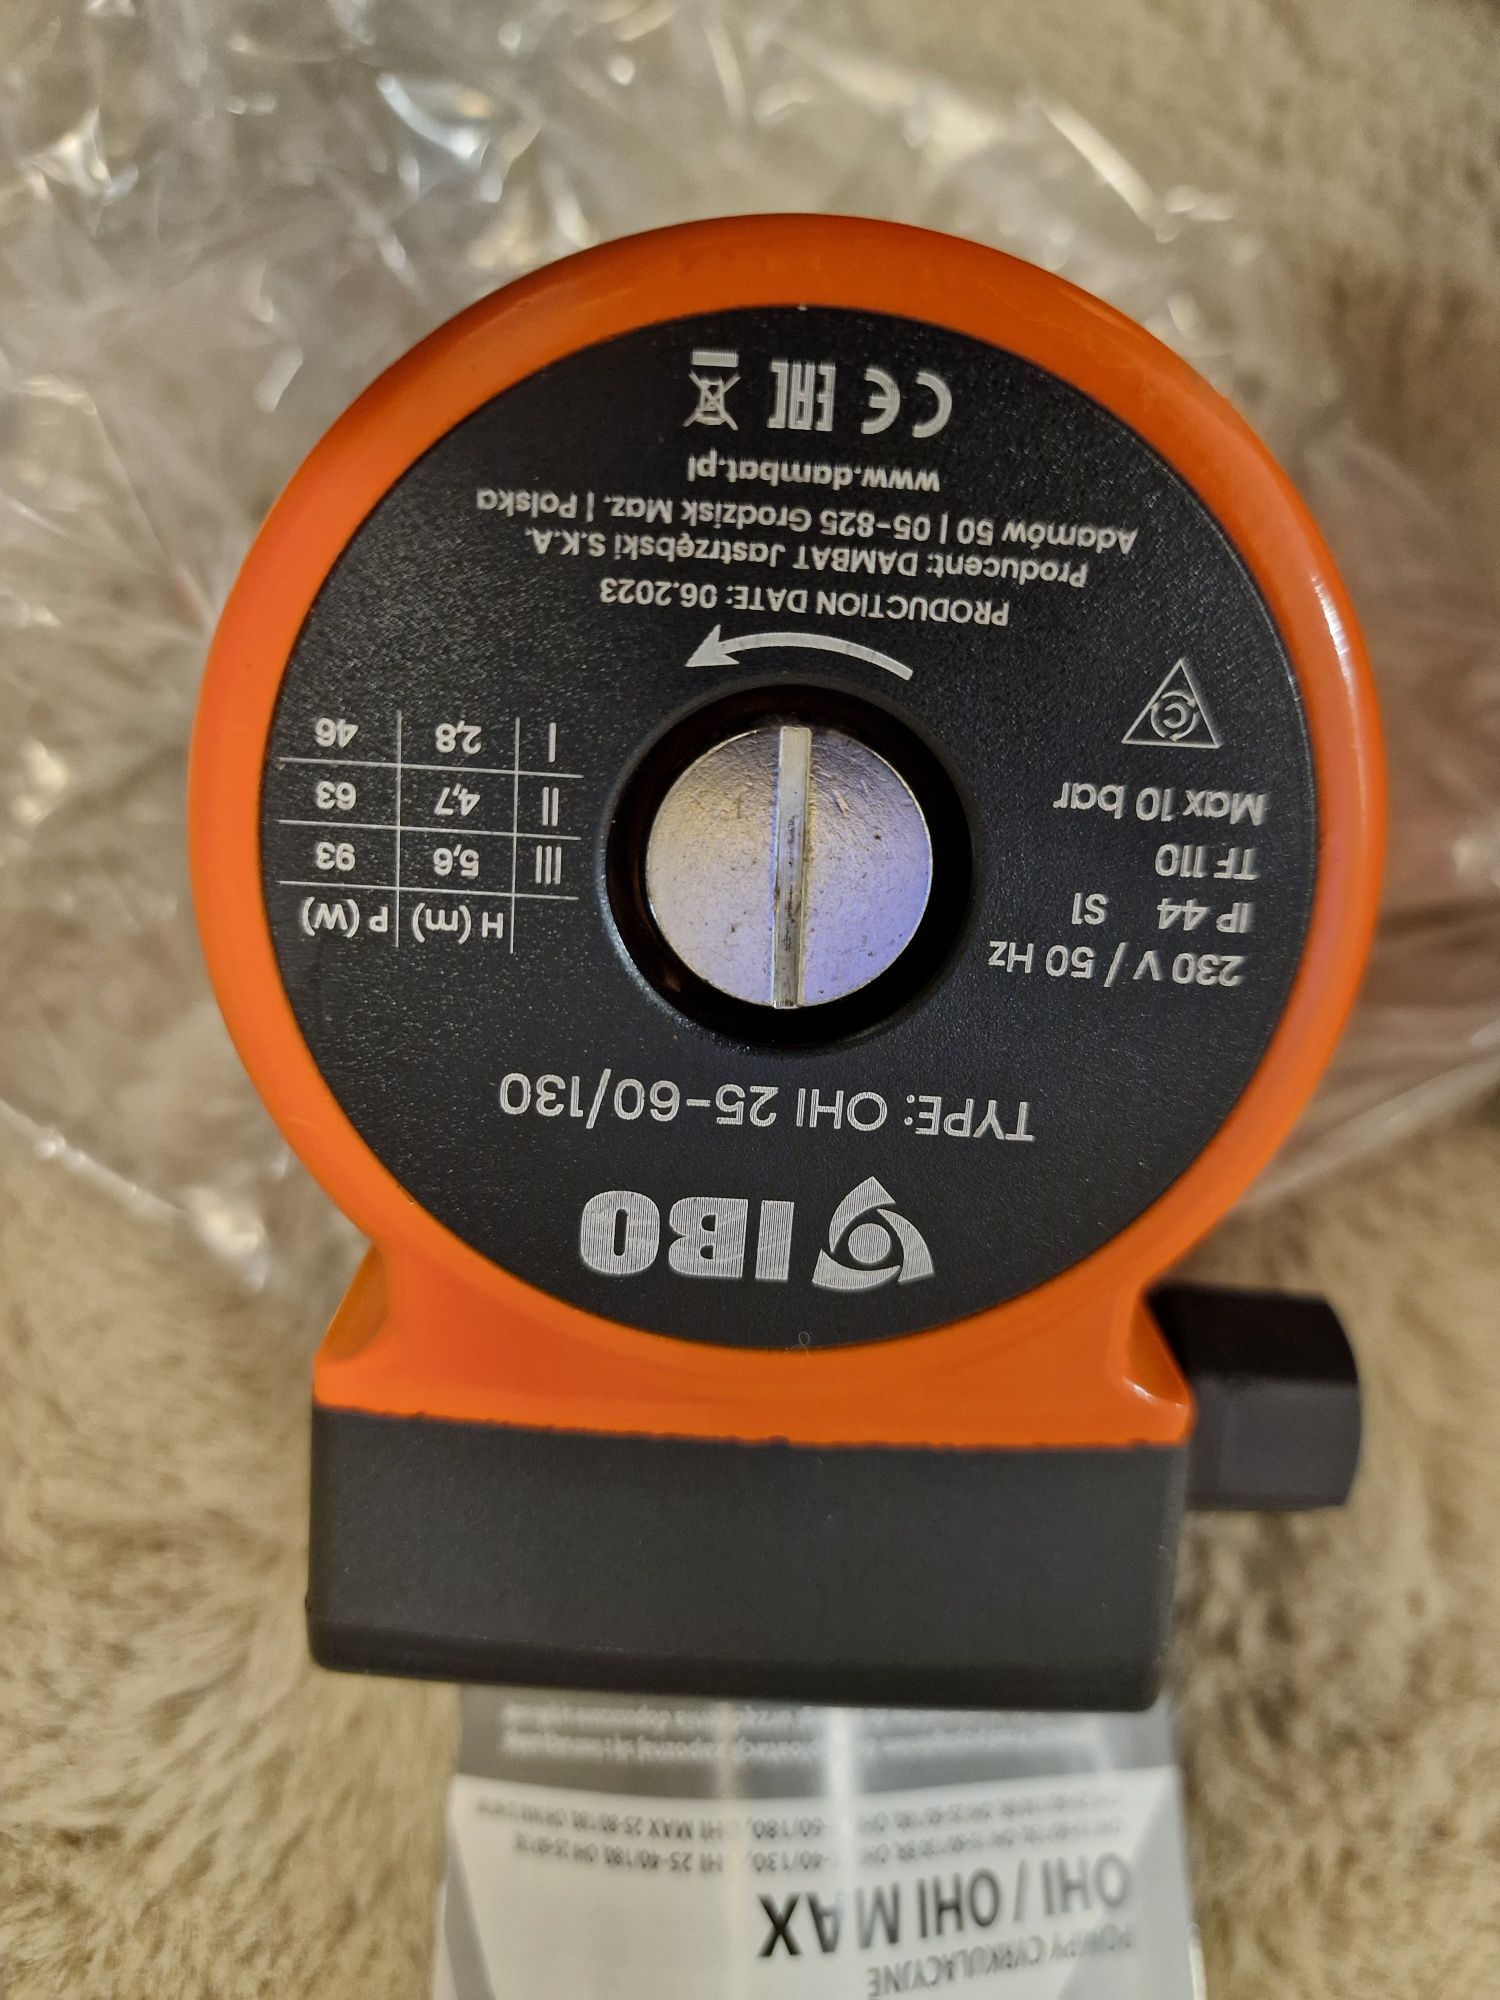 IBO
TYPE: OHI 25-60/130
230 V / 50 Hz
IP 44 S1
TF 110
Max 10 bar
H (m) P (W)
III 5,6 93
II 4,7 63
I 2,8 46
PRODUCTION DATE: 06.2023
Producent: DAMBAT Jastrzębski S.K.A.
Adamów 50 | 05-825 Grodzisk Maz. | Polska
www.dambat.pl
CE EAC
POMPY CYRKULACYJNE
OHI / OHI MAX